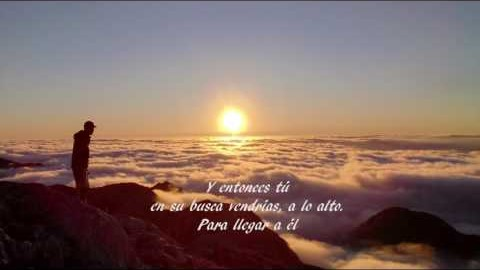 Y entonces tú
en su busca vendrías, a lo alto.
Para llegar a él